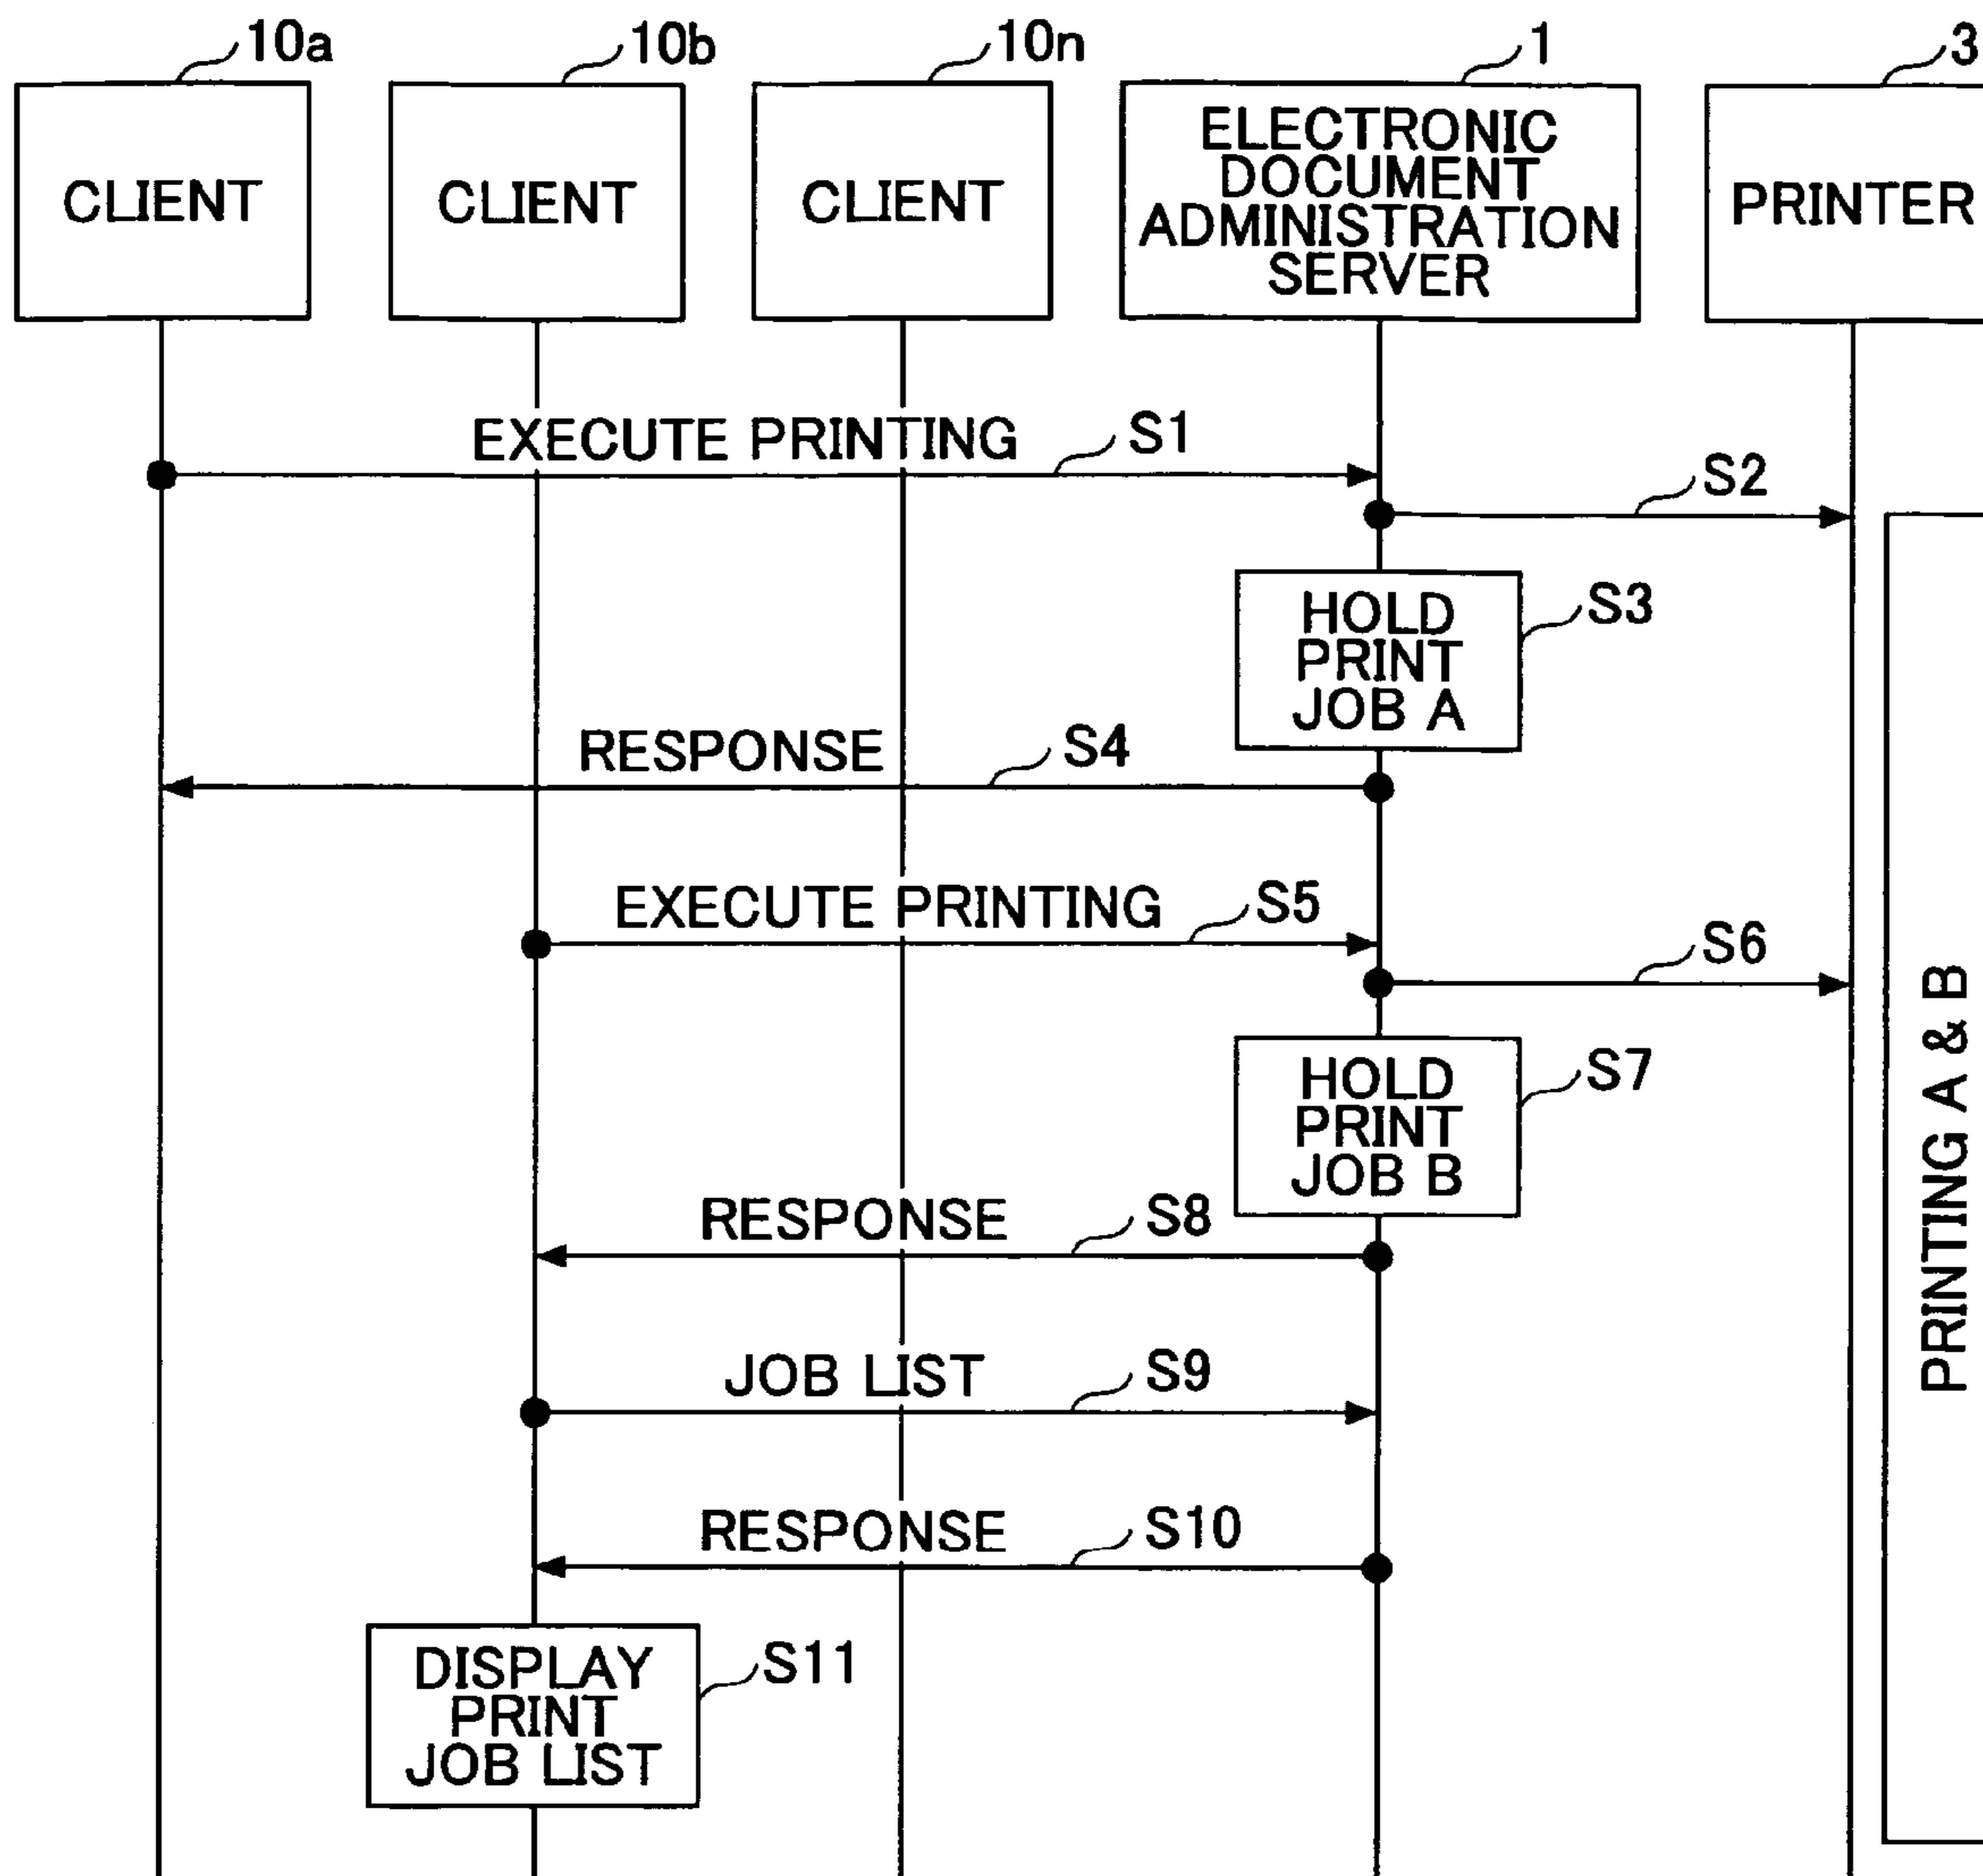 10a
10b
10n
1
3
CLIENT
CLIENT
CLIENT
ELECTRONIC
DOCUMENT
ADMINISTRATION
SERVER
PRINTER
EXECUTE PRINTING
S1
S2
HOLD
PRINT
JOB A
S3
RESPONSE
S4
EXECUTE PRINTING
S5
S6
HOLD
PRINT
JOB B
S7
PRINTING A & B
RESPONSE
S8
JOB LIST
S9
RESPONSE
S10
DISPLAY
PRINT
JOB LIST
S11